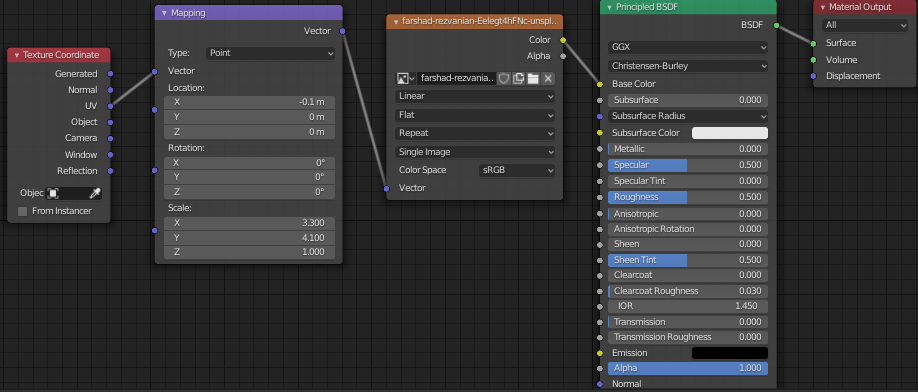 Texture Coordinate
Generated
Normal
UV
Object
Camera
Window
Reflection
Objec
From Instancer
Mapping
Vector
Type: Point
Vector
Location:
X -0.1 m
Y 0 m
Z 0 m
Rotation:
X 0°
Y 0°
Z 0°
Scale:
X 3.300
Y 4.100
Z 1.000
farshad-rezvanian-Eelegt4hFNc-unspl..
Color
Alpha
farshad-rezvania..
Linear
Flat
Repeat
Single Image
Color Space sRGB
Vector
Principled BSDF
BSDF
GGX
Christensen-Burley
Base Color
Subsurface 0.000
Subsurface Radius
Subsurface Color
Metallic 0.000
Specular 0.500
Specular Tint 0.000
Roughness 0.500
Anisotropic 0.000
Anisotropic Rotation 0.000
Sheen 0.000
Sheen Tint 0.500
Clearcoat 0.000
Clearcoat Roughness 0.030
IOR 1.450
Transmission 0.000
Transmission Roughness 0.000
Emission
Alpha 1.000
Normal
Material Output
All
Surface
Volume
Displacement